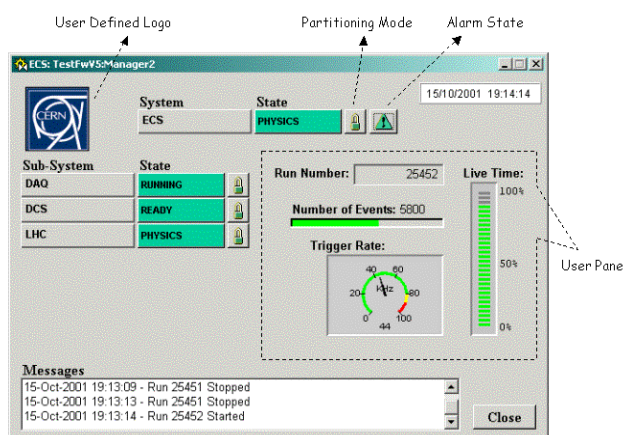 User Defined Logo Partitioning Mode Alarm State
ECS: TestFwV5:Manager2
15/10/2001 19:14:14
CERN
System State
ECS PHYSICS
Sub-System State
DAQ RUNNING
DCS READY
LHC PHYSICS
Run Number: 25452
Number of Events: 5800
Trigger Rate:
40 60
KHz
20 80
0 100
44
Live Time:
100%
50%
0%
User Pane
Messages
15-Oct-2001 19:13:09 - Run 25451 Stopped
15-Oct-2001 19:13:13 - Run 25451 Stopped
15-Oct-2001 19:13:14 - Run 25452 Started
Close